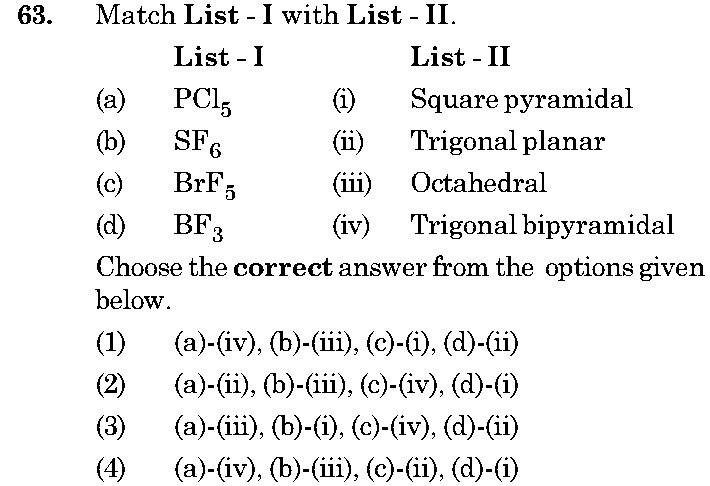 63. Match List - I with List - II.
List - I List - II
(a) PCl5 (i) Square pyramidal
(b) SF6 (ii) Trigonal planar
(c) BrF5 (iii) Octahedral
(d) BF3 (iv) Trigonal bipyramidal
Choose the correct answer from the options given
below.
(1) (a)-(iv), (b)-(iii), (c)-(i), (d)-(ii)
(2) (a)-(ii), (b)-(iii), (c)-(iv), (d)-(i)
(3) (a)-(iii), (b)-(i), (c)-(iv), (d)-(ii)
(4) (a)-(iv), (b)-(iii), (c)-(ii), (d)-(i)